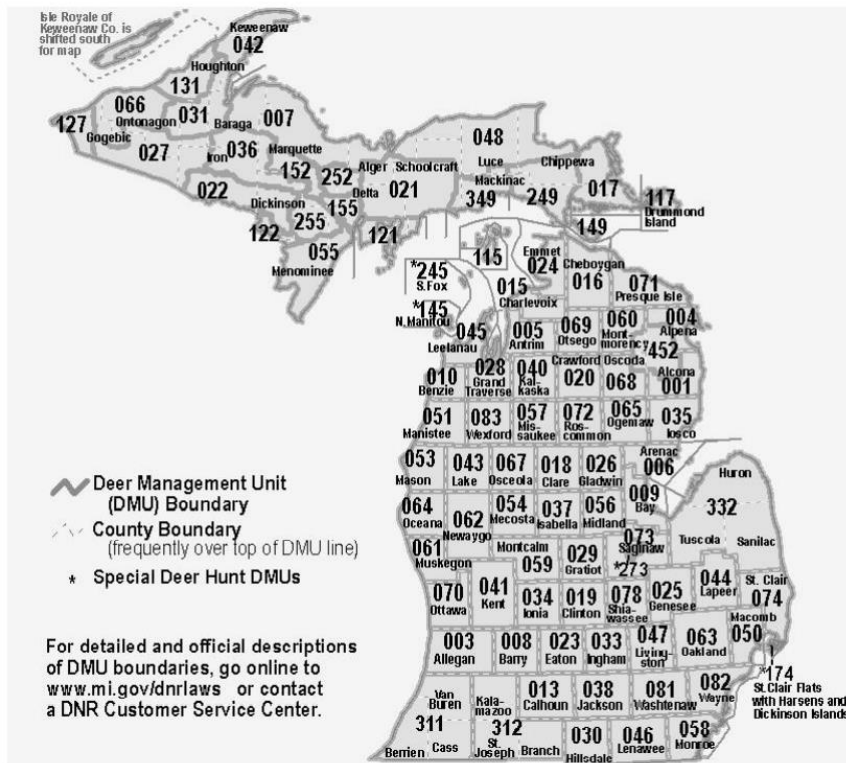 Isle Royale of
Keweenaw Co. is
shifted south
for map
Keweenaw
042
Houghton
131
066
Ontonagon
031
Baraga
007
127
Gogebic
027
Iron
036
Marquette
152
252
Alger
Schoolcraft
048
Luce
Chippewa
022
Dickinson
255
155
Delta
021
Mackinac
349
249
017
117
Drummond
Island
122
055
Menominee
121
149
115
Emmet
024
Cheboygan
016
*245
S.Fox
015
Charlevoix
071
Presque Isle
*145
N.Manitou
045
Leelanau
005
Antrim
069
Otsego
060
Mont-
morency
004
Alpena
452
010
Benzie
028
Grand
Traverse
040
Kal-
kaska
Crawford
020
Oscoda
068
Alcona
001
051
Manistee
083
Wexford
057
Mis-
saukee
072
Ros-
common
065
Ogemaw
035
Iosco
053
Mason
043
Lake
067
Osceola
018
Clare
026
Gladwin
Arenac
006
009
Bay
Huron
332
Tuscola
Sanilac
064
Oceana
062
Newaygo
054
Mecosta
037
Isabella
056
Midland
061
Muskegon
Montcalm
059
029
Gratiot
073
Saginaw
*273
070
Ottawa
041
Kent
034
Ionia
019
Clinton
078
Shia-
wassee
025
Genesee
044
Lapeer
St. Clair
074
003
Allegan
008
Barry
023
Eaton
033
Ingham
047
Living-
ston
063
Oakland
Macomb
050
*174
St.Clair Flats
with Harsens and
Dickinson Islands
Van
Buren
Kala-
mazoo
013
Calhoun
038
Jackson
081
Washtenaw
082
Wayne
311
Berrien
Cass
312
St.
Joseph
Branch
030
Hillsdale
046
Lenawee
058
Monroe
Deer Management Unit
(DMU) Boundary
County Boundary
(frequently over top of DMU line)
* Special Deer Hunt DMUs
For detailed and official descriptions
of DMU boundaries, go online to
www.mi.gov/dnrlaws or contact
a DNR Customer Service Center.